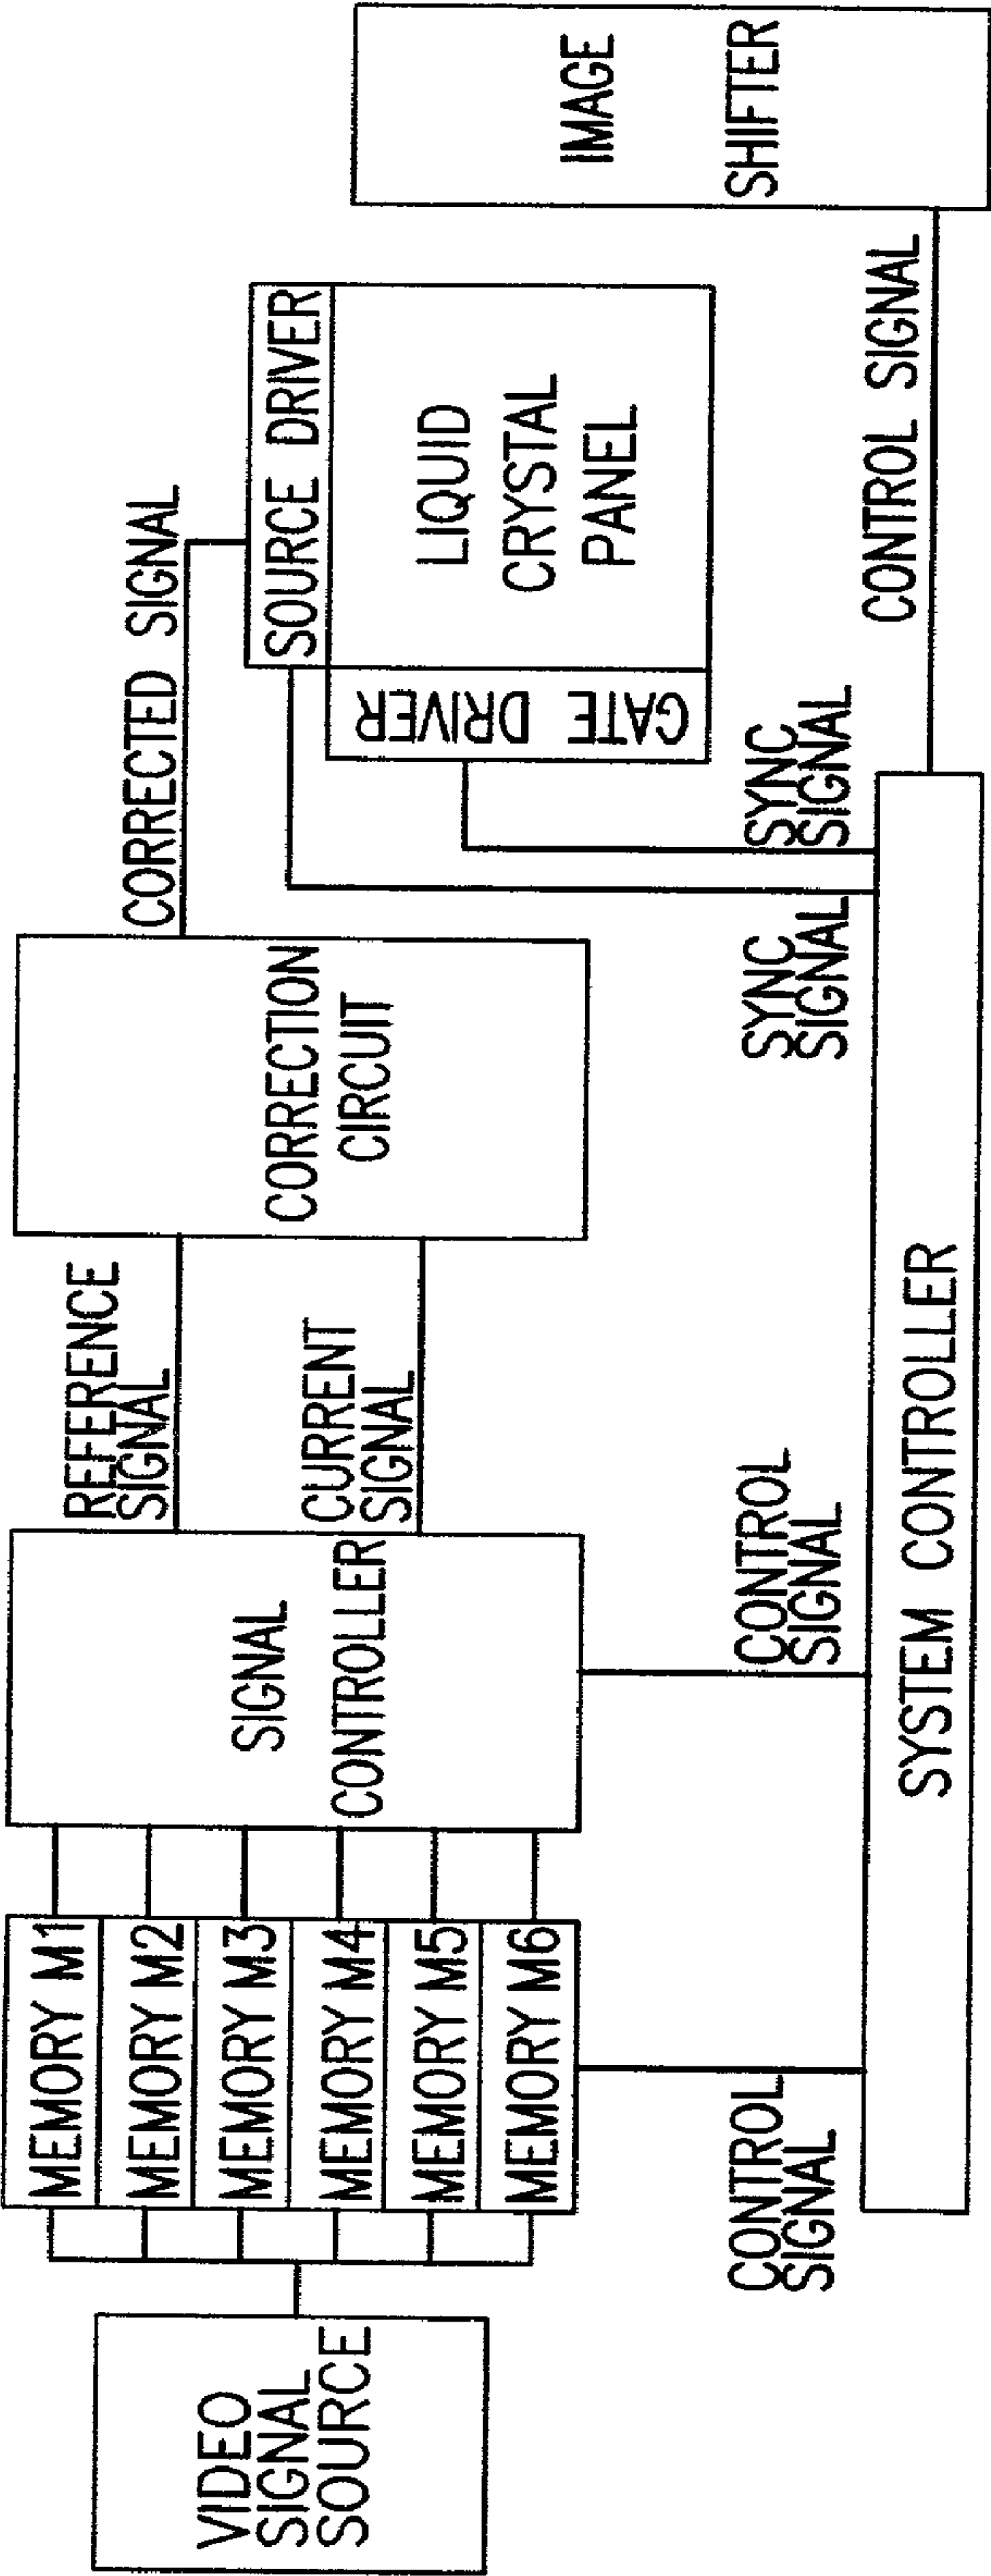 VIDEO
SIGNAL
SOURCE
MEMORY M1
MEMORY M2
MEMORY M3
MEMORY M4
MEMORY M5
MEMORY M6
CONTROL
SIGNAL
SIGNAL
CONTROLLER
CONTROL
SIGNAL
REFERENCE
SIGNAL
CURRENT
SIGNAL
CORRECTION
CIRCUIT
CORRECTED SIGNAL
SYNC
SIGNAL
SYNC
SIGNAL
SOURCE DRIVER
GATE DRIVER
LIQUID
CRYSTAL
PANEL
SYSTEM CONTROLLER
CONTROL SIGNAL
IMAGE
SHIFTER